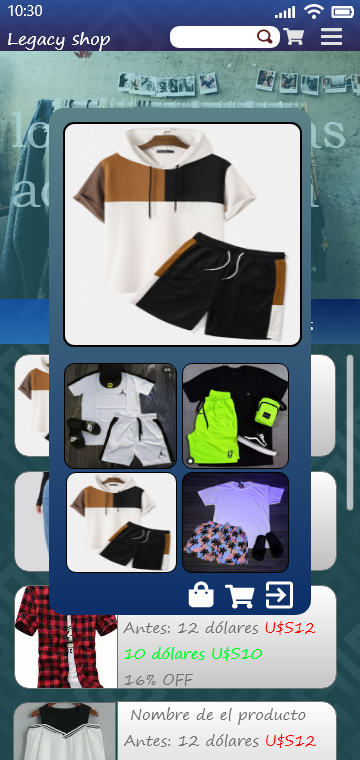 10:30
Legacy shop
Antes: 12 dólares U$S12
10 dólares U$S10
16% OFF
Nombre de el producto
Antes: 12 dólares U$S12